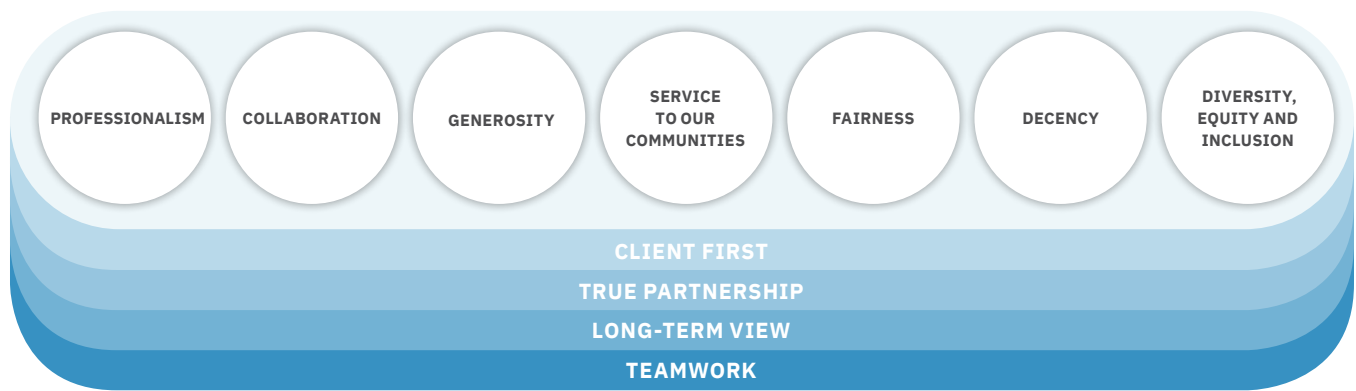 PROFESSIONALISM
COLLABORATION
GENEROSITY
SERVICE
TO OUR
COMMUNITIES
FAIRNESS
DECENCY
DIVERSITY,
EQUITY AND
INCLUSION
CLIENT FIRST
TRUE PARTNERSHIP
LONG-TERM VIEW
TEAMWORK